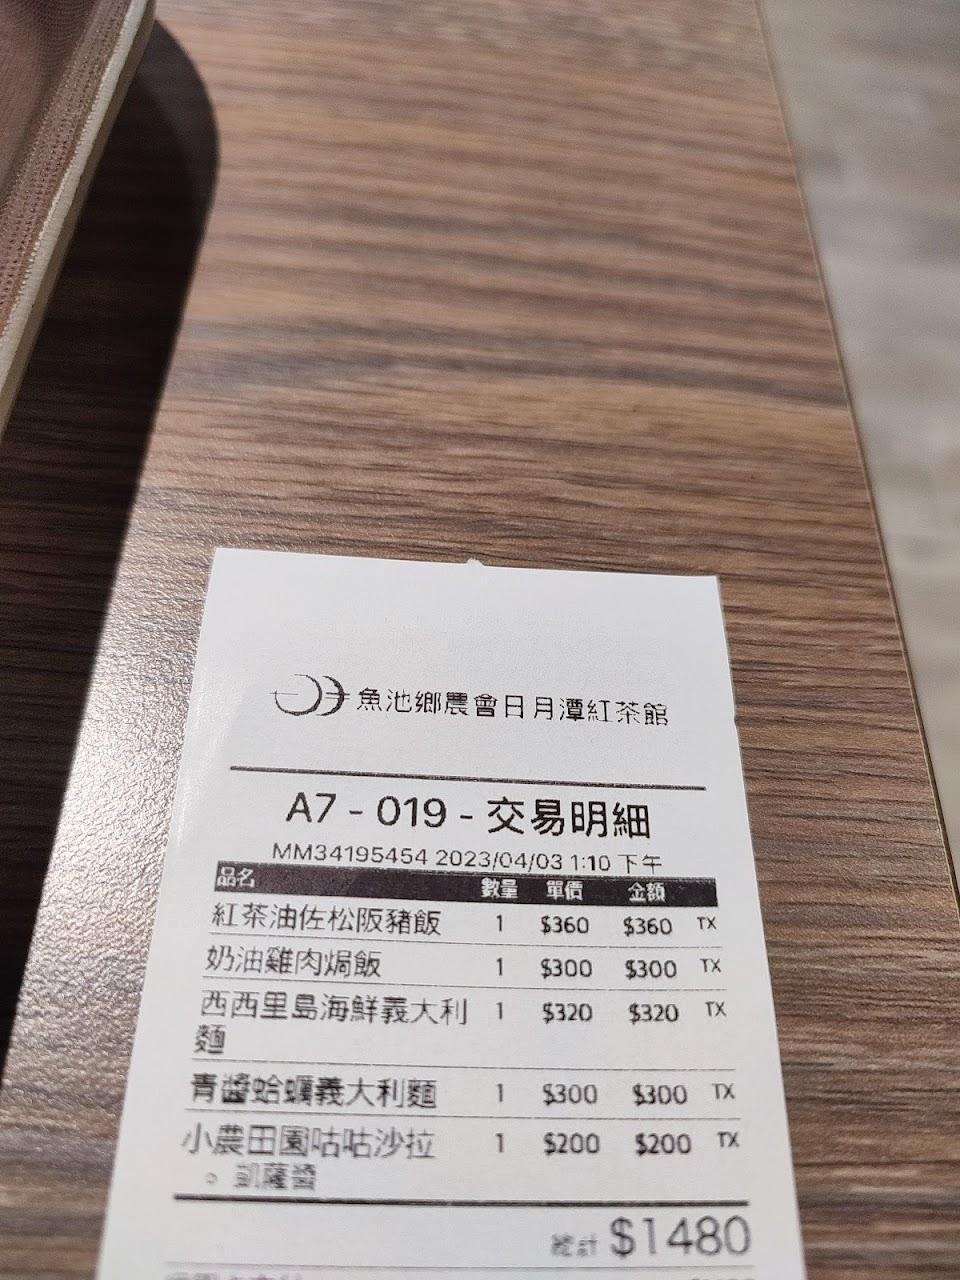 魚池鄉農會日月潭紅茶館
A7 - 019 - 交易明細
MM34195454 2023/04/03 1:10 下午
品名 數量 單價 金額
紅茶油佐松阪豬飯 1 $360 $360 TX
奶油雞肉焗飯 1 $300 $300 TX
西西里島海鮮義大利 1 $320 $320 TX
麵
青醬蛤蠣義大利麵 1 $300 $300 TX
小農田園咕咕沙拉 1 $200 $200 TX
。凱薩醬
總計 $1480